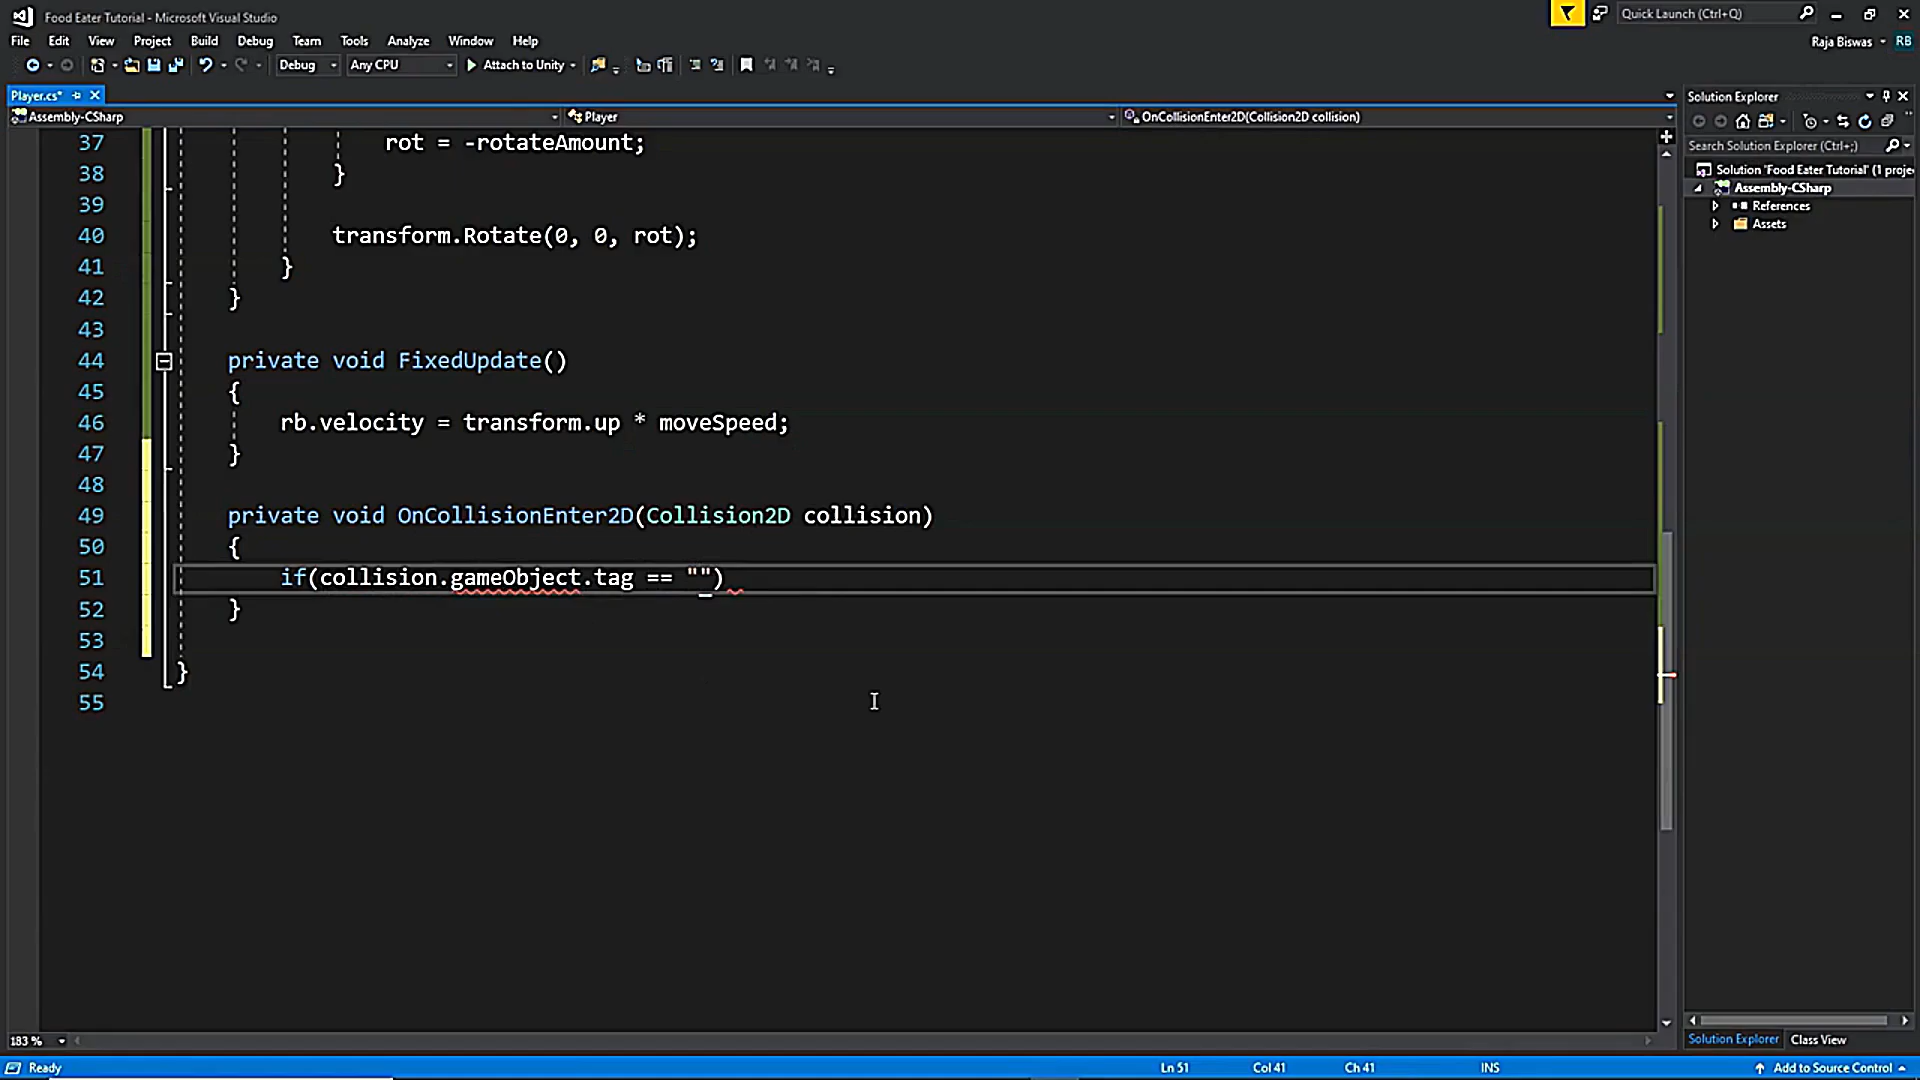 Food Eater Tutorial - Microsoft Visual Studio
Quick Launch (Ctrl+Q)
File Edit View Project Build Debug Team Tools Analyze Window Help
Raja Biswas RB
Debug Any CPU Attach to Unity
Player.cs*
Assembly-CSharp Player OnCollisionEnter2D(Collision2D collision)
37 rot = -rotateAmount;
38 }
39
40 transform.Rotate(0, 0, rot);
41 }
42 }
43
44 private void FixedUpdate()
45 {
46 rb.velocity = transform.up * moveSpeed;
47 }
48
49 private void OnCollisionEnter2D(Collision2D collision)
50 {
51 if(collision.gameObject.tag == "")
52 }
53
54 }
55
Solution Explorer
Search Solution Explorer (Ctrl+;)
Solution 'Food Eater Tutorial' (1 proje
Assembly-CSharp
References
Assets
Solution Explorer Class View
183 %
Ready Ln 51 Col 41 Ch 41 INS Add to Source Control